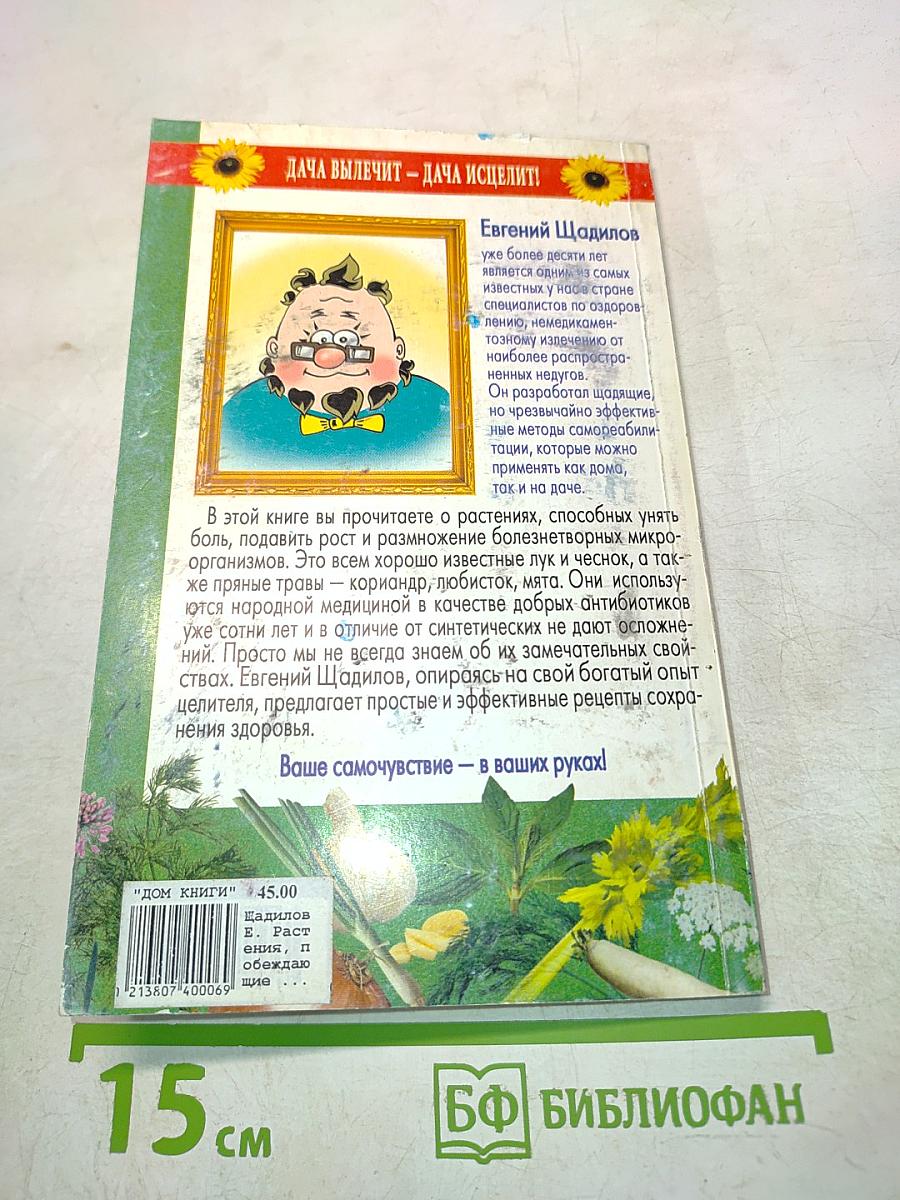 ДАЧА ВЫЛЕЧИТ – ДАЧА ИСЦЕЛИТ!
Евгений Щадилов
уже более десяти лет
является одним из самых
известных у нас в стране
специалистов по оздоров-
лению, немедикамен-
тозному излечению от
наиболее распростра-
ненных недугов.
Он разработал щадящие,
но чрезвычайно эффектив-
ные методы самореабили-
тации, которые можно
применять как дома,
так и на даче.
В этой книге вы прочитаете о растениях, способных унять
боль, подавить рост и размножение болезнетворных микро-
организмов. Это всем хорошо известные лук и чеснок, а так-
же пряные травы – кориандр, любисток, мята. Они использу-
ются народной медициной в качестве добрых антибиотиков
уже сотни лет и в отличие от синтетических не дают осложне-
ний. Просто мы не всегда знаем об их замечательных свой-
ствах. Евгений Щадилов, опираясь на свой богатый опыт
целителя, предлагает простые и эффективные рецепты сохра-
нения здоровья.
Ваше самочувствие – в ваших руках!
"ДОМ КНИГИ" 45.00
Щадилов
Е. Раст
ения, п
обеждаю
щие ...
213807 400069
15 см
БФ БИБЛИОФАН